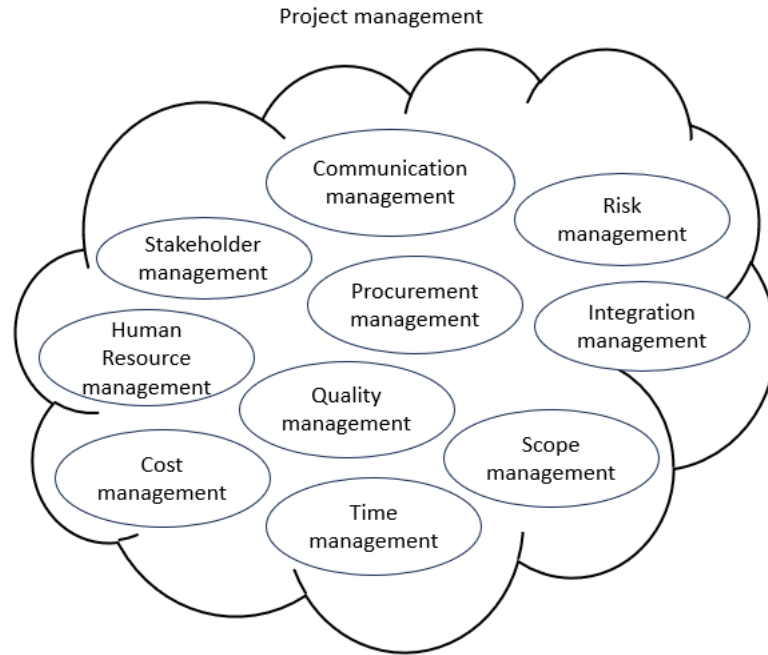 Project management
Communication
management
Risk
management
Stakeholder
management
Procurement
management
Integration
management
Human
Resource
management
Quality
management
Scope
management
Cost
management
Time
management